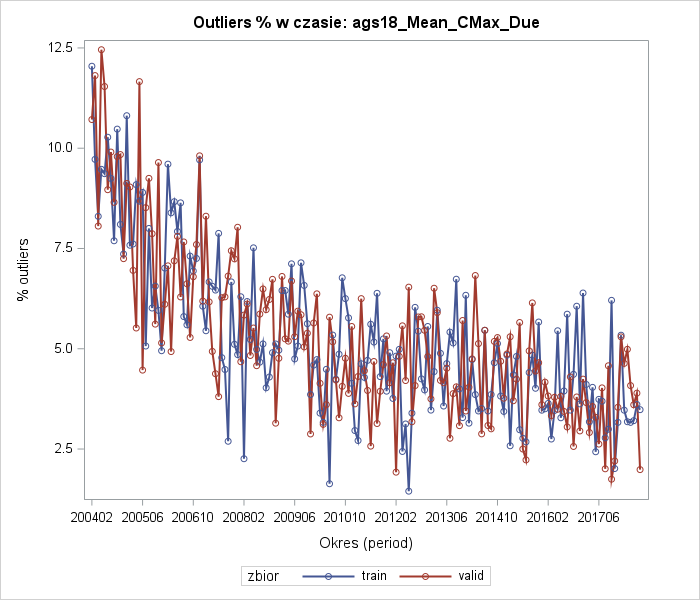 Outliers % w czasie: ags18_Mean_CMax_Due
% outliers
12.5
10.0
7.5
5.0
2.5
200402 200506 200610 200802 200906 201010 201202 201306 201410 201602 201706
Okres (period)
zbior train valid